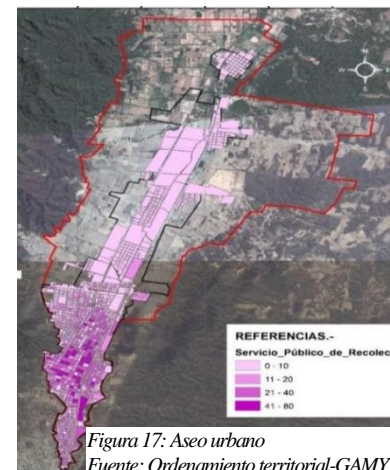 REFERENCIAS.-
Servicio_Público_de_Recolec
0 - 10
11 - 20
21 - 40
41 - 80
Figura 17: Aseo urbano
Fuente: Ordenamiento territorial-GAMY